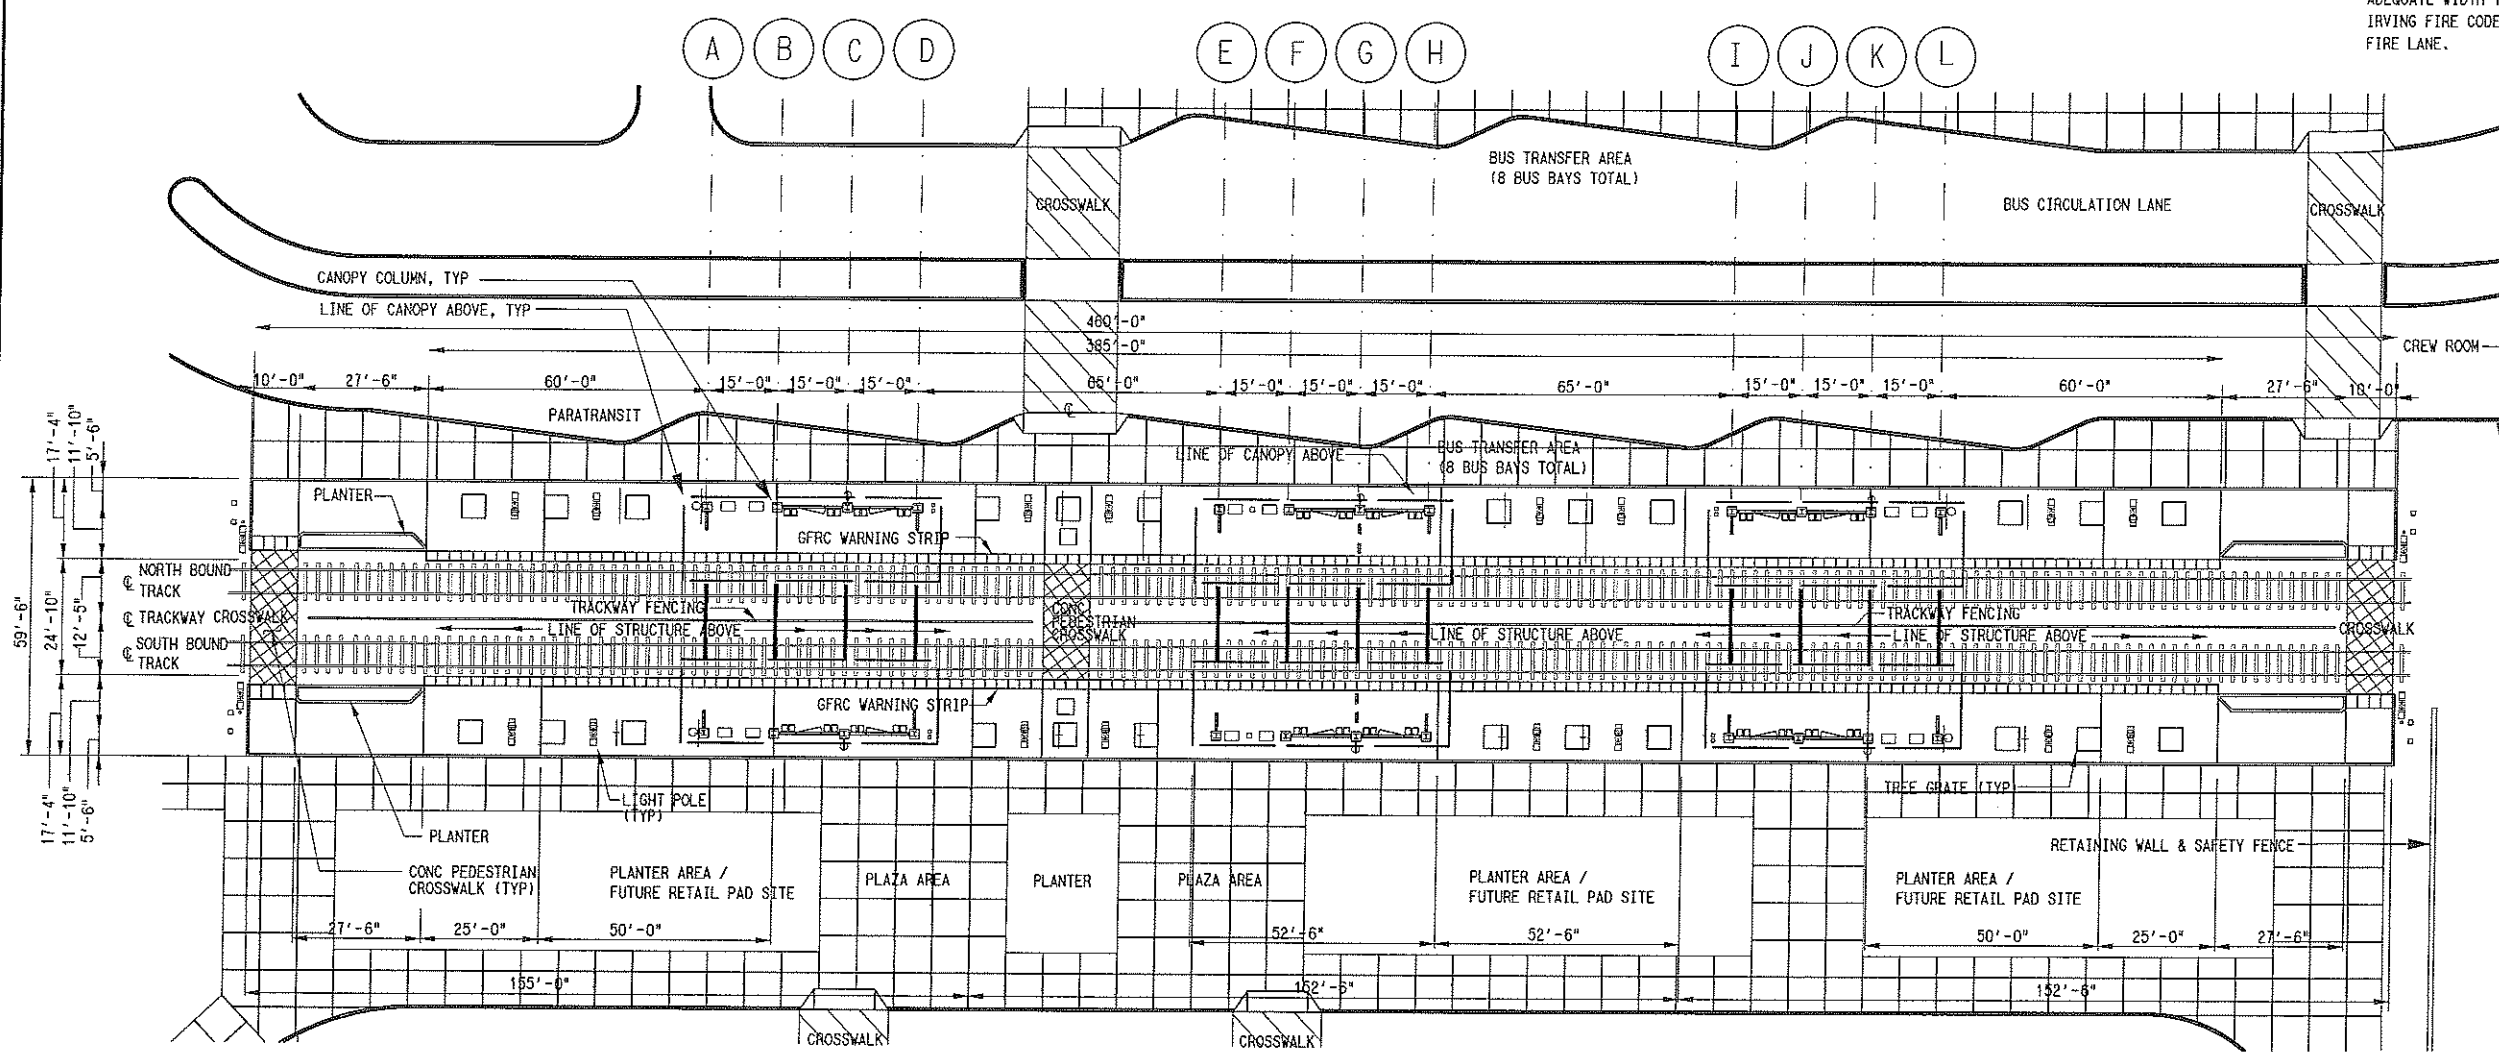 ADEQUATE WIDTH
IRVING FIRE CODE
FIRE LANE.
A B C D E F G H I J K L
BUS TRANSFER AREA
(8 BUS BAYS TOTAL)
CROSSWALK
BUS CIRCULATION LANE
CROSSWALK
CANOPY COLUMN, TYP
LINE OF CANOPY ABOVE, TYP
460'-0"
385'-0"
CREW ROOM
10'-0" 27'-6" 60'-0" 15'-0" 15'-0" 15'-0" 65'-0" 15'-0" 15'-0" 15'-0" 65'-0" 15'-0" 15'-0" 15'-0" 60'-0" 27'-6" 10'-0"
PARATRANSIT
℄
17'-4"
11'-10"
5'-6"
LINE OF CANOPY ABOVE
BUS TRANSFER AREA
(8 BUS BAYS TOTAL)
PLANTER
GFRC WARNING STRIP
NORTH BOUND
℄ TRACK
℄ TRACKWAY CROSSWALK
SOUTH BOUND
℄ TRACK
59'-6"
24'-10"
12'-5"
TRACKWAY FENCING
LINE OF STRUCTURE ABOVE
CONC
PEDESTRIAN
CROSSWALK
LINE OF STRUCTURE ABOVE
TRACKWAY FENCING
LINE OF STRUCTURE ABOVE
CROSSWALK
GFRC WARNING STRIP
17'-4"
11'-10"
5'-6"
LIGHT POLE
(TYP)
TREE GRATE (TYP
PLANTER
RETAINING WALL & SAFETY FENCE
CONC PEDESTRIAN
CROSSWALK (TYP)
PLANTER AREA /
FUTURE RETAIL PAD SITE
PLAZA AREA
PLANTER
PLAZA AREA
PLANTER AREA /
FUTURE RETAIL PAD SITE
PLANTER AREA /
FUTURE RETAIL PAD SITE
27'-6" 25'-0" 50'-0" 52'-6" 52'-6" 50'-0" 25'-0" 27'-6"
155'-0" 152'-6" 152'-6"
CROSSWALK
CROSSWALK